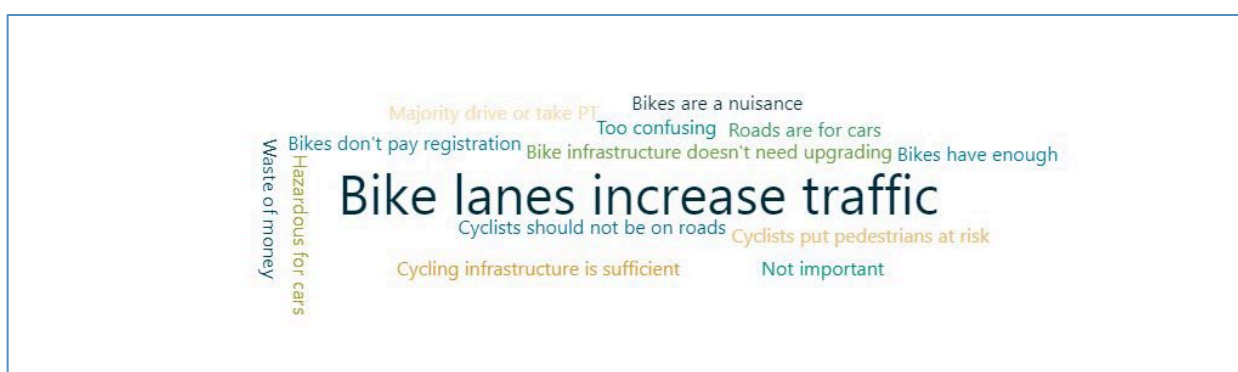 Majority drive or take PT
Bikes are a nuisance
Too confusing
Roads are for cars
Bikes don't pay registration
Bike infrastructure doesn't need upgrading
Bikes have enough
Waste of money
Hazardous for cars
Bike lanes increase traffic
Cyclists should not be on roads
Cyclists put pedestrians at risk
Cycling infrastructure is sufficient
Not important